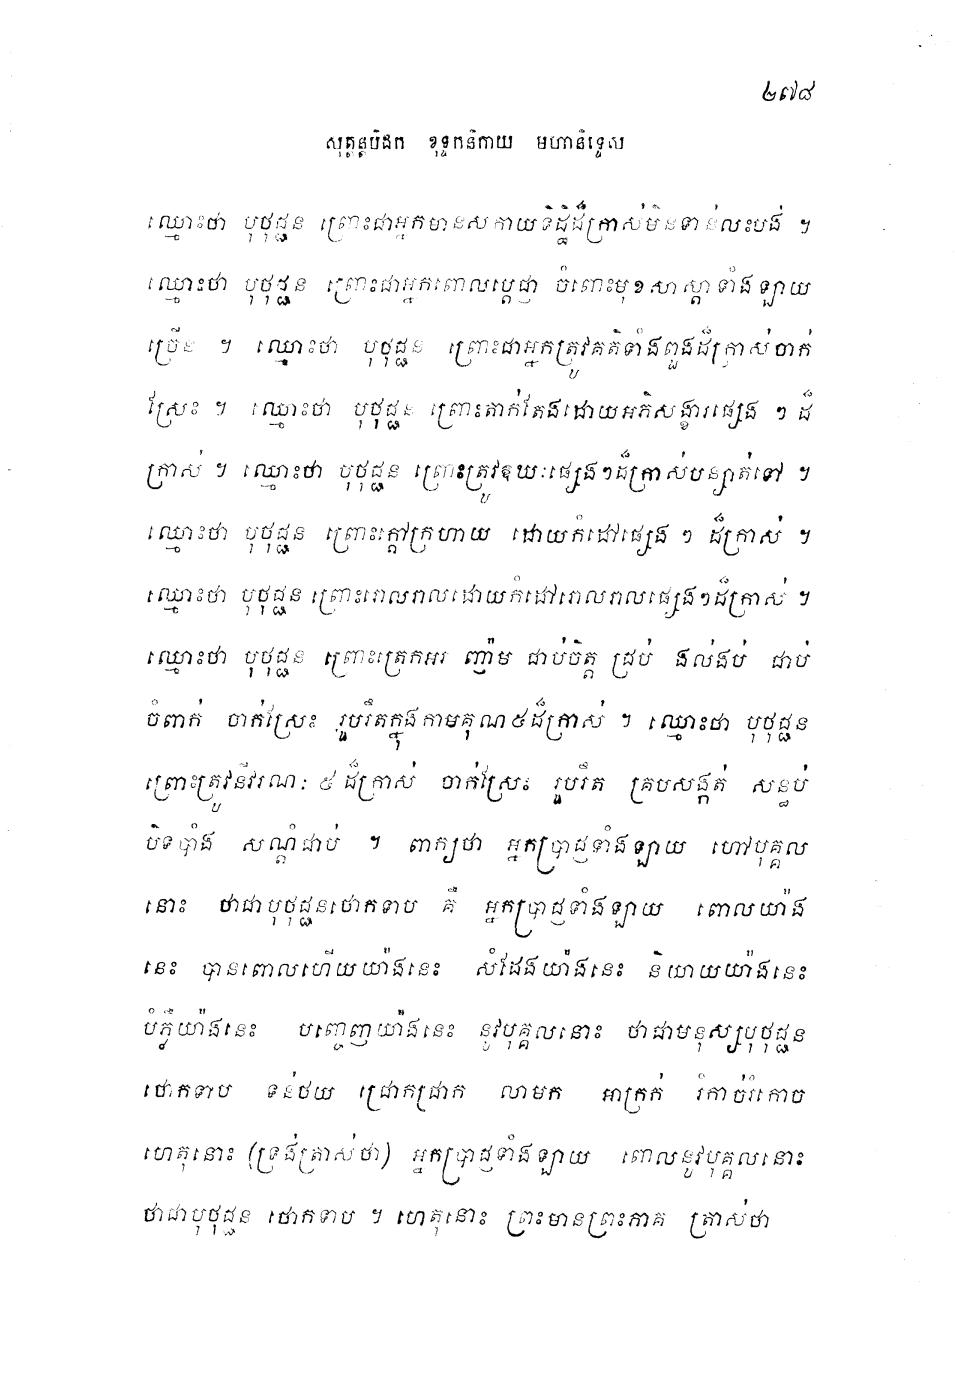 ២៧៨
សុត្តន្តបិដក ខុទ្ទកនិកាយ មហានិទ្ទេស
ឈ្មោះថា បុថុជ្ជន ព្រោះជាអ្នកមានសកាយទិដ្ឋិដ៏ក្រាស់មិនទាន់លះបង់ ។
ឈ្មោះថា បុថុជ្ជន ព្រោះជាអ្នកពោលប្តេជ្ញា ចំពោះមុខសាស្តាទាំងឡាយ
ច្រើន ។ ឈ្មោះថា បុថុជ្ជន ព្រោះជាអ្នកត្រូវគតិទាំងពួងដ៏ក្រាស់ចាក់
ស្រែះ ។ ឈ្មោះថា បុថុជ្ជន ព្រោះតាក់តែងដោយអភិសង្ខារផ្សេង ៗ ដ៏
ក្រាស់ ។ ឈ្មោះថា បុថុជ្ជន ព្រោះត្រូវឱឃៈផ្សេងៗដ៏ក្រាស់បន្សាត់ទៅ ។
ឈ្មោះថា បុថុជ្ជន ព្រោះក្តៅក្រហាយ ដោយកំដៅផ្សេង ៗ ដ៏ក្រាស់ ។
ឈ្មោះថា បុថុជ្ជន ព្រោះរោលរាលដោយកំដៅរោលរាលផ្សេងៗដ៏ក្រាស់ ។
ឈ្មោះថា បុថុជ្ជន ព្រោះត្រេកអរ ញ៉ាម ជាប់ចិត្ត ជ្រប់ ងល់ងប់ ជាប់
ចំពាក់ ចាក់ស្រែះ រួបរឹតក្នុងកាមគុណ៥ដ៏ក្រាស់ ។ ឈ្មោះថា បុថុជ្ជន
ព្រោះត្រូវនីវរណៈ ៥ ដ៏ក្រាស់ ចាក់ស្រែះ រួបរឹត គ្របសង្កត់ សន្ធប់
បិទបាំង សណ្តំជាប់ ។ ពាក្យថា អ្នកប្រាជ្ញទាំងឡាយ ហៅបុគ្គល
នោះ ថាជាបុថុជ្ជនថោកទាប គឺ អ្នកប្រាជ្ញទាំងឡាយ ពោលយ៉ាង
នេះ បានពោលហើយយ៉ាងនេះ សំដែងយ៉ាងនេះ និយាយយ៉ាងនេះ
បំភ្លឺយ៉ាងនេះ បញ្ចេញយ៉ាងនេះ នូវបុគ្គលនោះ ថាជាមនុស្សបុថុជ្ជន
ថោកទាប ទន់ថយ ជ្រោកជ្រាក លាមក អាក្រក់ រំកាច់រំកោច
ហេតុនោះ (ទ្រង់ត្រាស់ថា) អ្នកប្រាជ្ញទាំងឡាយ ពោលនូវបុគ្គលនោះ
ថាជាបុថុជ្ជន ថោកទាប ។ ហេតុនោះ ព្រះមានព្រះភាគ ត្រាស់ថា